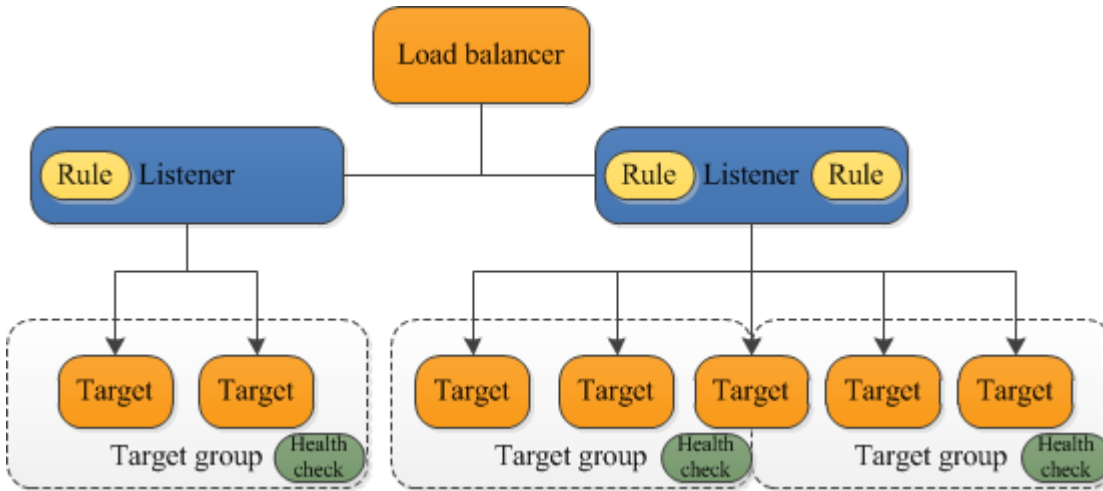 Load balancer
Rule Listener
Rule Listener Rule
Target Target
Target Target Target Target Target
Target group Health check
Target group Health check
Target group Health check